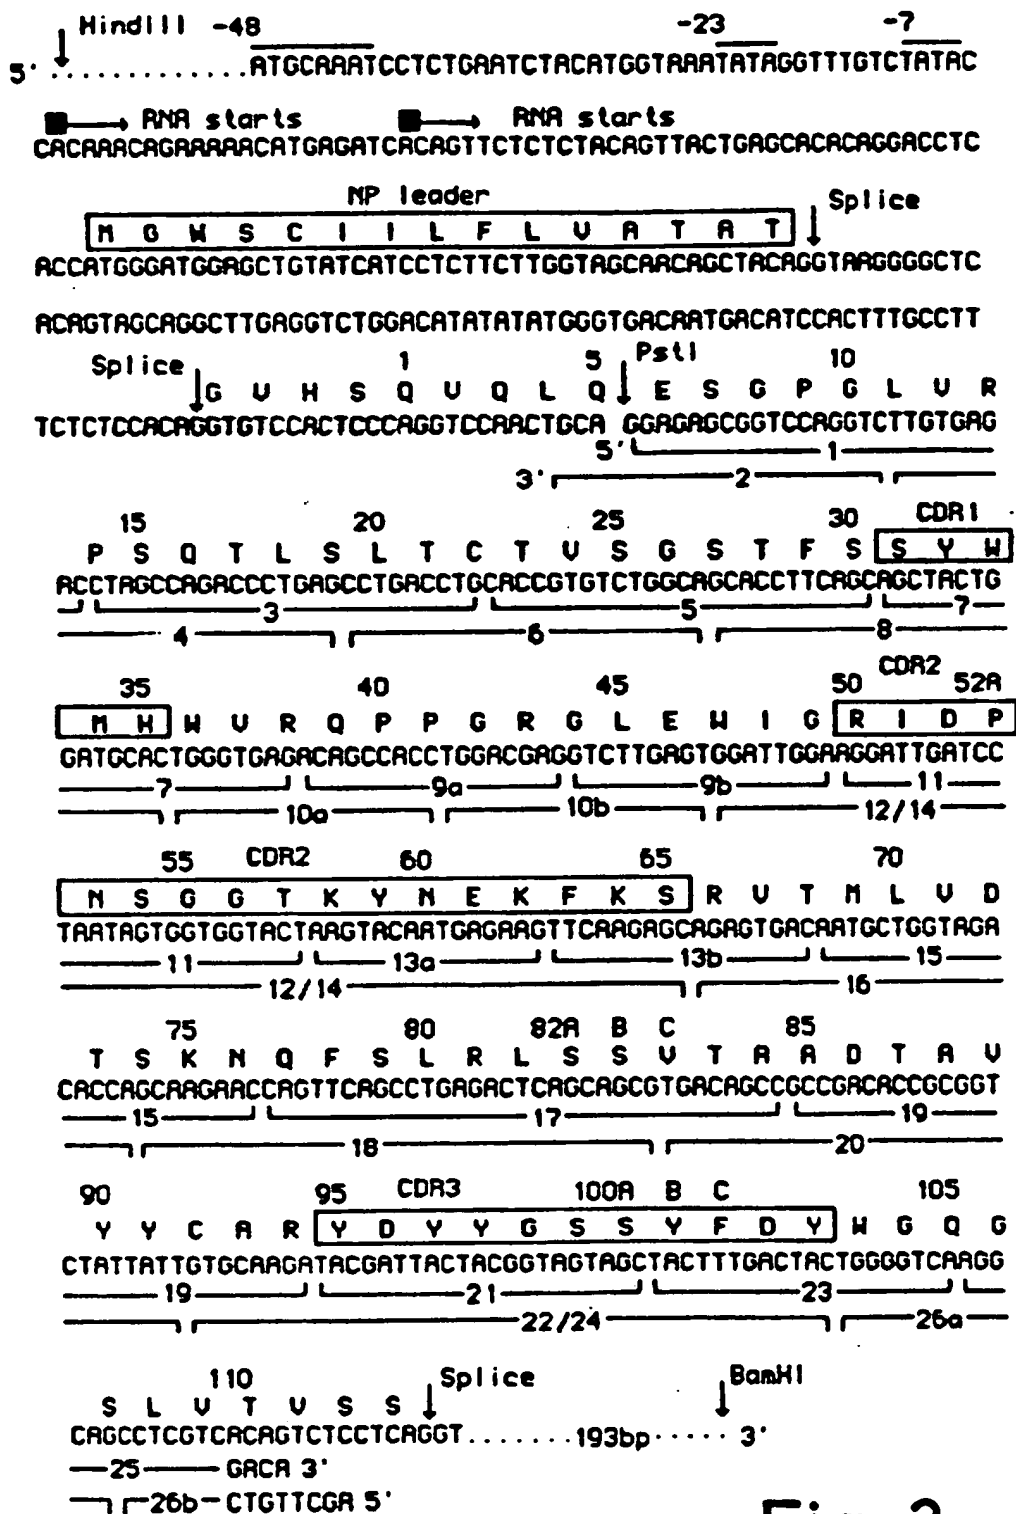 HindIII -48 -23 -7
5' .............ATGCAAATCCTCTGAATCTACATGGTAAATATAGGTTTGTCTATAC
RNA starts RNA starts
CACAAACAGAAAAACATGAGATCACAGTTCTCTCTACAGTTACTGAGCACACAGGACCTC
NP leader Splice
M G W S C I I L F L V A T A T
ACCATGGGATGGAGCTGTATCATCCTCTTCTTGGTAGCAACAGCTACAGGTAAGGGGCTC
ACAGTAGCAGGCTTGAGGTCTGGACATATATATGGGTGACAATGACATCCACTTTGCCTT
Splice 1 5 PstI 10
G V H S Q V Q L Q E S G P G L V R
TCTCTCCACAGGTGTCCACTCCCAGGTCCAACTGCA GGAGAGCGGTCCAGGTCTTGTGAG
5' 1
3' 2
15 20 25 30 CDR1
P S Q T L S L T C T V S G S T F S S Y W
ACCTAGCCAGACCCTGAGCCTGACCTGCACCGTGTCTGGCAGCACCTTCAGCAGCTACTG
3 5 7
4 6 8
35 40 45 50 CDR2 52A
M H W V R Q P P G R G L E W I G R I D P
GATGCACTGGGTGAGACAGCCACCTGGACGAGGTCTTGAGTGGATTGGAAGGATTGATCC
7 9a 9b 11
10a 10b 12/14
55 CDR2 60 65 70
N S G G T K Y N E K F K S R V T M L V D
TAATAGTGGTGGTACTAAGTACAATGAGAAGTTCAAGAGCAGAGTGACAATGCTGGTAGA
11 13a 13b 15
12/14 16
75 80 82A B C 85
T S K N Q F S L R L S S V T A A D T A V
CACCAGCAAGAACCAGTTCAGCCTGAGACTCAGCAGCGTGACAGCCGCCGACACCGCGGT
15 17 19
18 20
90 95 CDR3 100A B C 105
Y Y C A R Y D Y Y G S S Y F D Y W G Q G
CTATTATTGTGCAAGATACGATTACTACGGTAGTAGCTACTTTGACTACTGGGGTCAAGG
19 21 23
22/24 26a
110 Splice BamHI
S L V T V S S
CAGCCTCGTCACAGTCTCCTCAGGT.......193bp..... 3'
25 GACA 3'
26b CTGTTCGA 5'